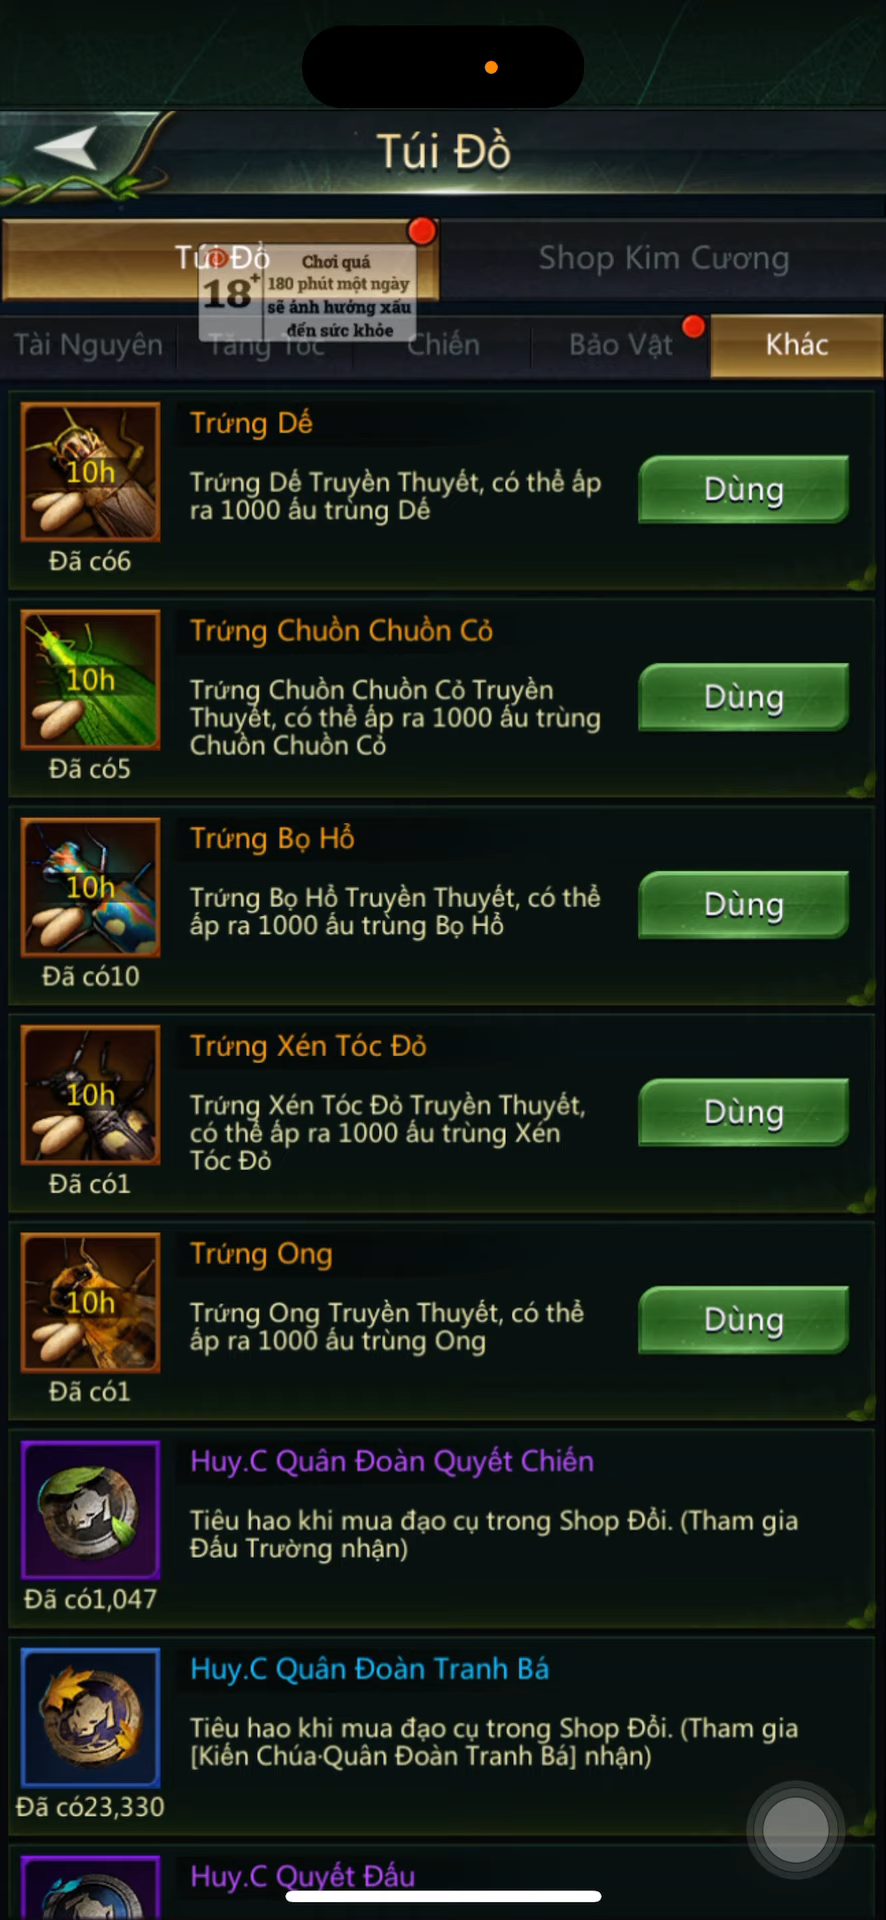 Túi Đồ
Túi Đồ
Shop Kim Cương
18+
Chơi quá
180 phút một ngày
sẽ ảnh hưởng xấu
đến sức khỏe
Tài Nguyên
Tăng Tốc
Chiến
Bảo Vật
Khác
Trứng Dế
10h
Trứng Dế Truyền Thuyết, có thể ấp
ra 1000 ấu trùng Dế
Dùng
Đã có6
Trứng Chuồn Chuồn Cỏ
10h
Trứng Chuồn Chuồn Cỏ Truyền
Thuyết, có thể ấp ra 1000 ấu trùng
Chuồn Chuồn Cỏ
Dùng
Đã có5
Trứng Bọ Hổ
10h
Trứng Bọ Hổ Truyền Thuyết, có thể
ấp ra 1000 ấu trùng Bọ Hổ
Dùng
Đã có10
Trứng Xén Tóc Đỏ
10h
Trứng Xén Tóc Đỏ Truyền Thuyết,
có thể ấp ra 1000 ấu trùng Xén
Tóc Đỏ
Dùng
Đã có1
Trứng Ong
10h
Trứng Ong Truyền Thuyết, có thể
ấp ra 1000 ấu trùng Ong
Dùng
Đã có1
Huy.C Quân Đoàn Quyết Chiến
Tiêu hao khi mua đạo cụ trong Shop Đổi. (Tham gia
Đấu Trường nhận)
Đã có1,047
Huy.C Quân Đoàn Tranh Bá
Tiêu hao khi mua đạo cụ trong Shop Đổi. (Tham gia
[Kiến Chúa·Quân Đoàn Tranh Bá] nhận)
Đã có23,330
Huy.C Quyết Đấu